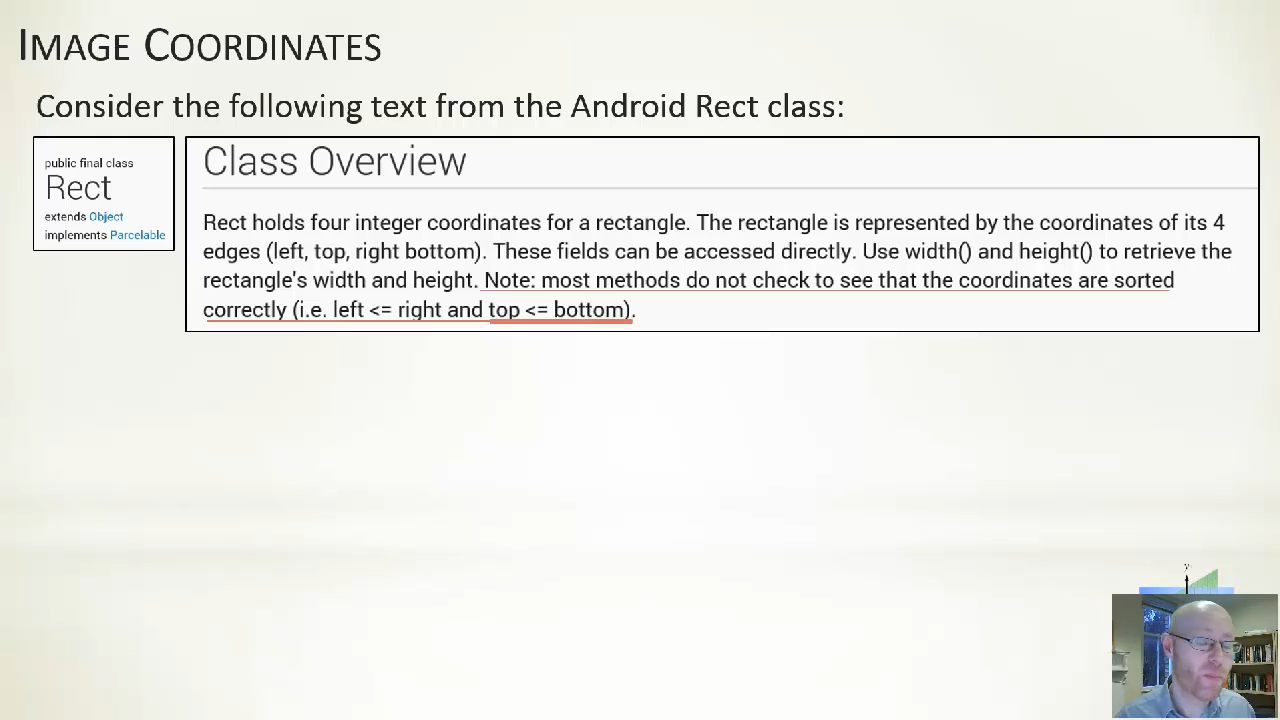 IMAGE COORDINATES
Consider the following text from the Android Rect class:
public final class
Rect
extends Object
implements Parcelable
Class Overview
Rect holds four integer coordinates for a rectangle. The rectangle is represented by the coordinates of its 4
edges (left, top, right bottom). These fields can be accessed directly. Use width() and height() to retrieve the
rectangle's width and height. Note: most methods do not check to see that the coordinates are sorted
correctly (i.e. left <= right and top <= bottom).
y